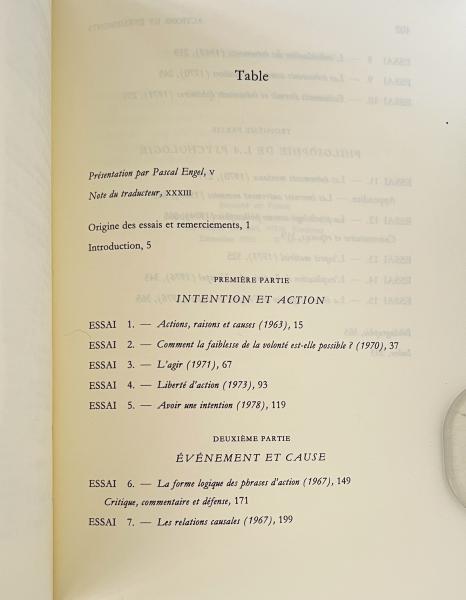 Table
Présentation par Pascal Engel, v
Note du traducteur, XXXIII
Origine des essais et remerciements, 1
Introduction, 5
PREMIÈRE PARTIE
INTENTION ET ACTION
ESSAI 1. — Actions, raisons et causes (1963), 15
ESSAI 2. — Comment la faiblesse de la volonté est-elle possible ? (1970), 37
ESSAI 3. — L'agir (1971), 67
ESSAI 4. — Liberté d'action (1973), 93
ESSAI 5. — Avoir une intention (1978), 119
DEUXIÈME PARTIE
ÉVÉNEMENT ET CAUSE
ESSAI 6. — La forme logique des phrases d'action (1967), 149
Critique, commentaire et défense, 171
ESSAI 7. — Les relations causales (1967), 199